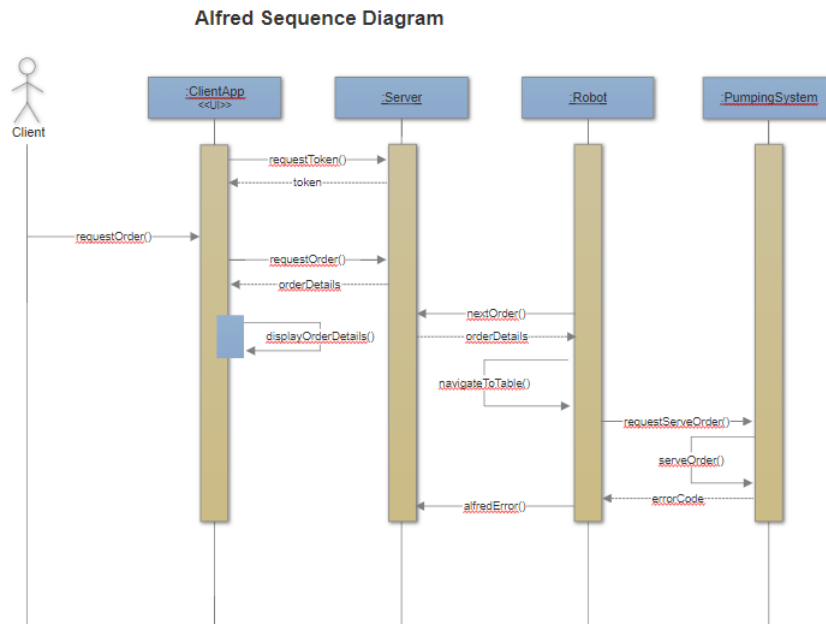 Alfred Sequence Diagram
:ClientApp
<<UI>>
:Server
:Robot
:PumpingSystem
Client
requestToken()
token
requestOrder()
requestOrder()
orderDetails
nextOrder()
displayOrderDetails()
orderDetails
navigateToTable()
requestServeOrder()
serveOrder()
errorCode
alfredError()